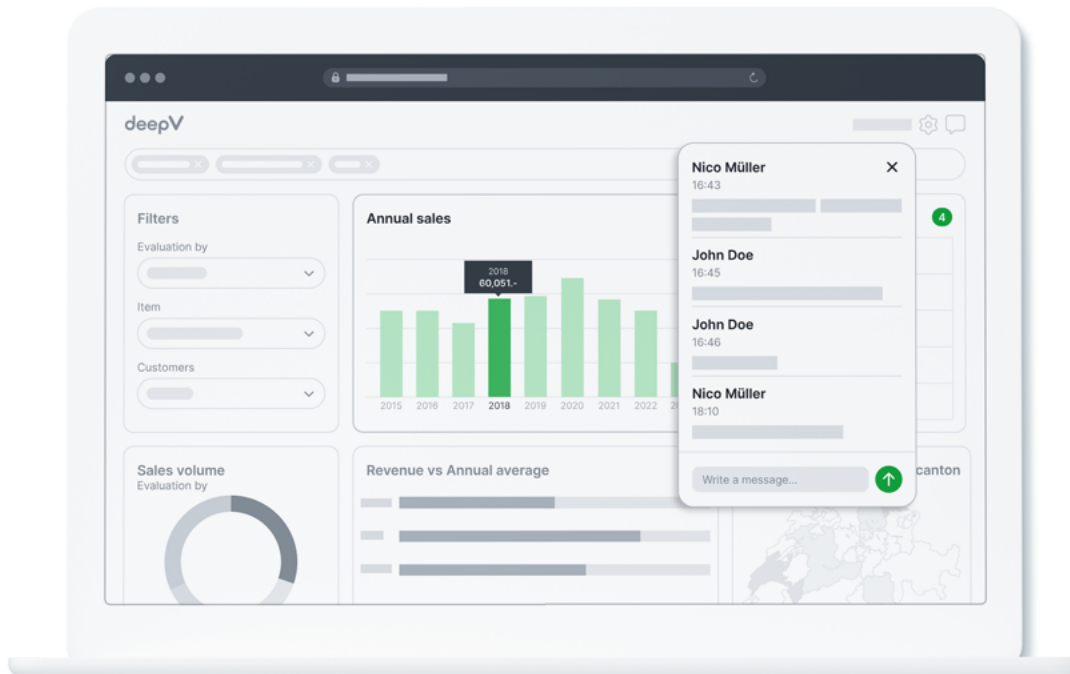 deepV
Filters
Evaluation by
Item
Customers
Annual sales
2018
60,051.-
2015 2016 2017 2018 2019 2020 2021 2022 2
4
Nico Müller
16:43
John Doe
16:45
John Doe
16:46
Nico Müller
18:10
Write a message...
Sales volume
Evaluation by
Revenue vs Annual average
canton